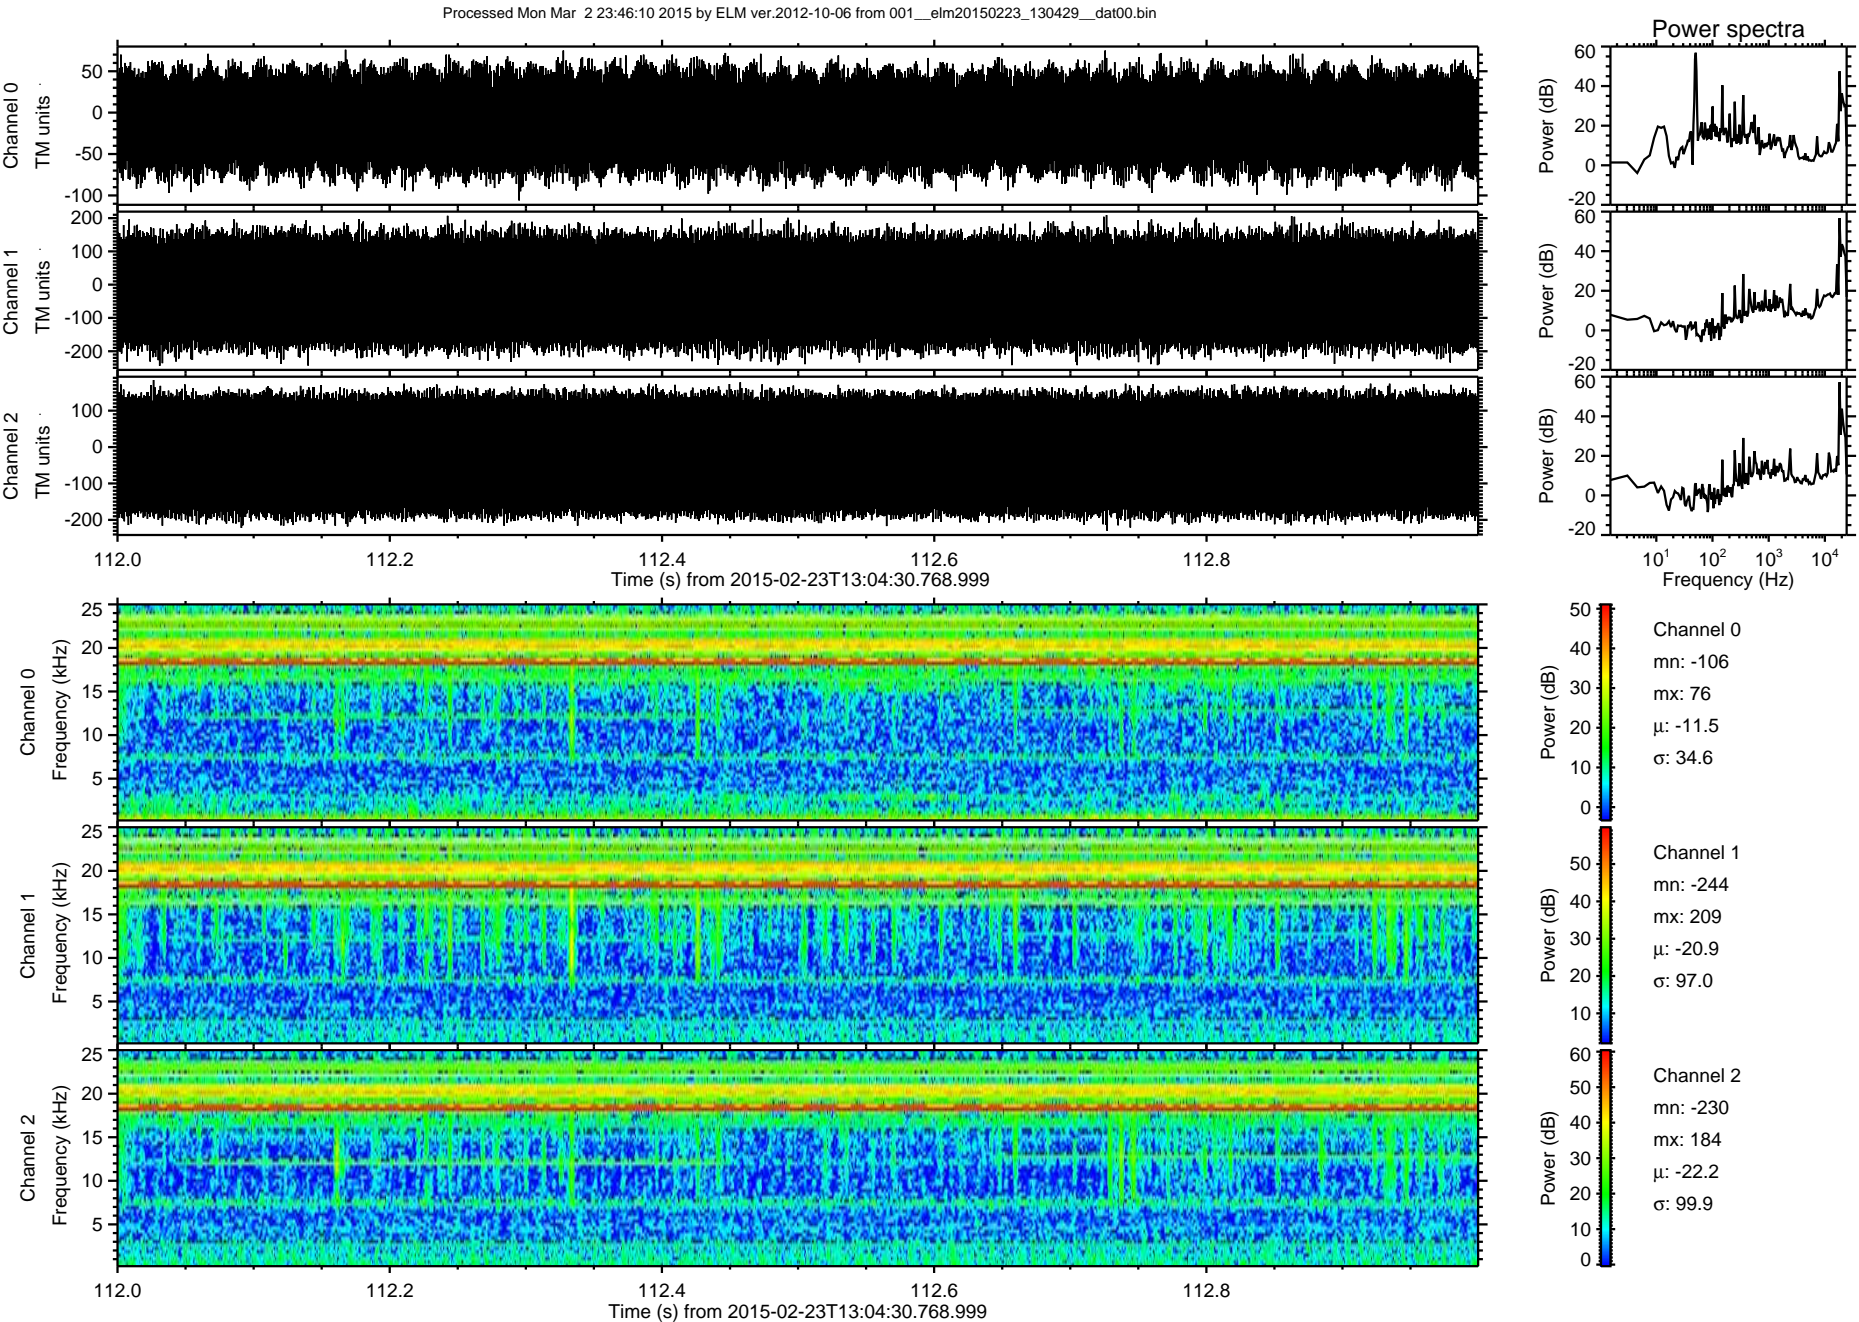 Processed Mon Mar  2 23:46:10 2015 by ELM ver.2012-10-06 from 001__elm20150223_130429__dat00.bin
Power spectra
Channel 0
TM units
50
0
-50
-100
Power (dB)
60
40
20
0
-20
Channel 1
TM units
200
100
0
-100
-200
Power (dB)
60
40
20
0
-20
Channel 2
TM units
100
0
-100
-200
Power (dB)
60
40
20
0
-20
112.0 112.2 112.4 112.6 112.8
Time (s) from 2015-02-23T13:04:30.768.999
10^1 10^2 10^3 10^4
Frequency (Hz)
Channel 0
Frequency (kHz)
25
20
15
10
5
Power (dB)
50
40
30
20
10
0
Channel 0
mn: -106
mx: 76
μ: -11.5
σ: 34.6
Channel 1
Frequency (kHz)
25
20
15
10
5
Power (dB)
50
40
30
20
10
Channel 1
mn: -244
mx: 209
μ: -20.9
σ: 97.0
Channel 2
Frequency (kHz)
25
20
15
10
5
Power (dB)
60
50
40
30
20
10
0
Channel 2
mn: -230
mx: 184
μ: -22.2
σ: 99.9
112.0 112.2 112.4 112.6 112.8
Time (s) from 2015-02-23T13:04:30.768.999